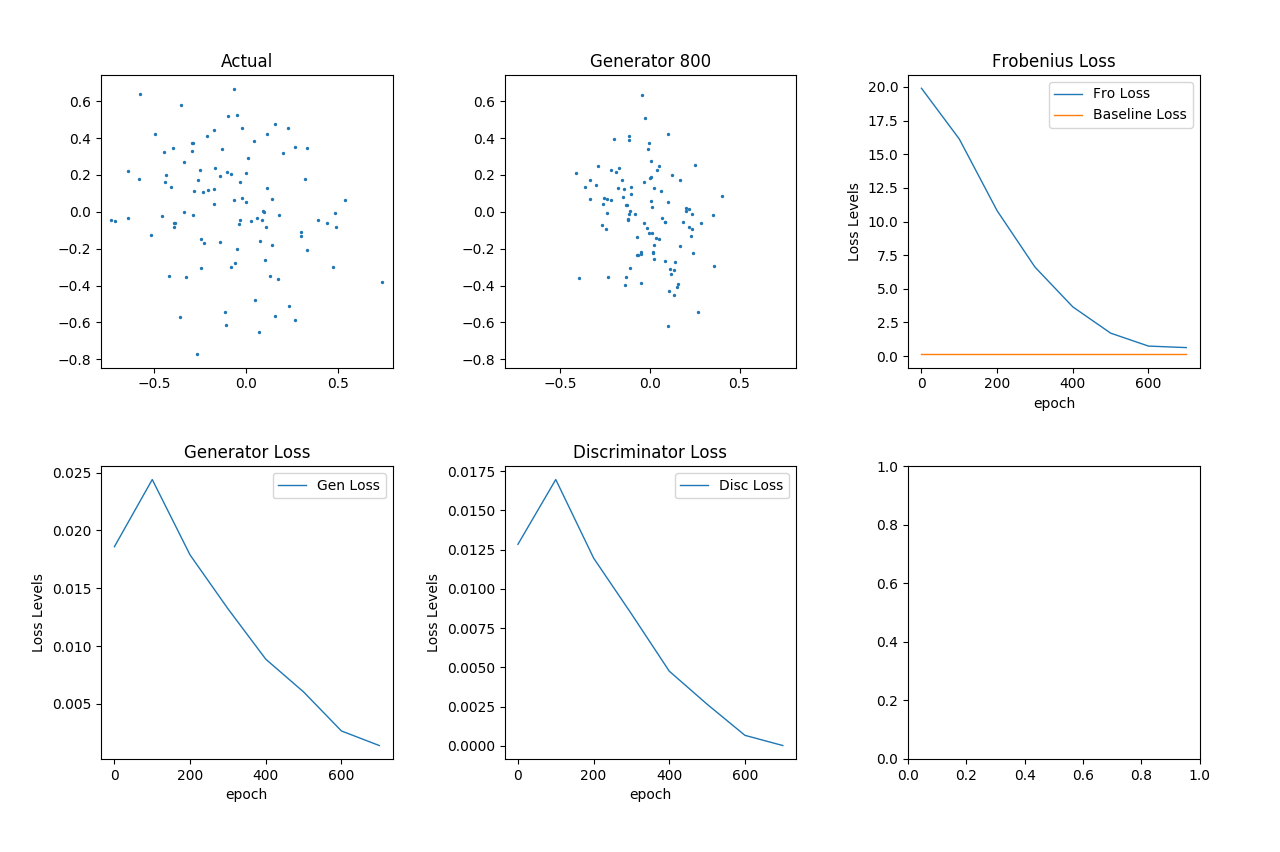 Actual
0.6
0.4
0.2
0.0
−0.2
−0.4
−0.6
−0.8
−0.5 0.0 0.5
Generator 800
0.6
0.4
0.2
0.0
−0.2
−0.4
−0.6
−0.8
−0.5 0.0 0.5
Frobenius Loss
Fro Loss
Baseline Loss
Loss Levels
20.0
17.5
15.0
12.5
10.0
7.5
5.0
2.5
0.0
0 200 400 600
epoch
Generator Loss
Gen Loss
Loss Levels
0.025
0.020
0.015
0.010
0.005
0 200 400 600
epoch
Discriminator Loss
Disc Loss
Loss Levels
0.0175
0.0150
0.0125
0.0100
0.0075
0.0050
0.0025
0.0000
0 200 400 600
epoch
1.0
0.8
0.6
0.4
0.2
0.0
0.0 0.2 0.4 0.6 0.8 1.0